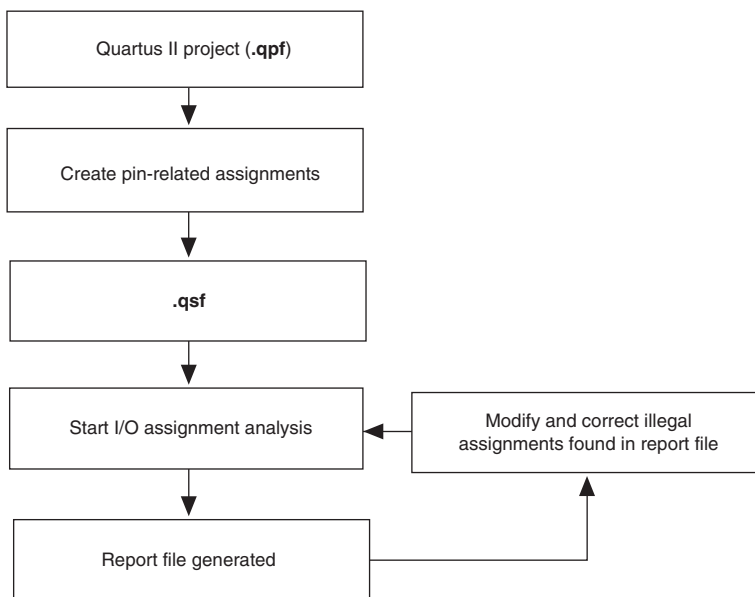 Quartus II project (.qpf)
Create pin-related assignments
.qsf
Start I/O assignment analysis
Modify and correct illegal
assignments found in report file
Report file generated